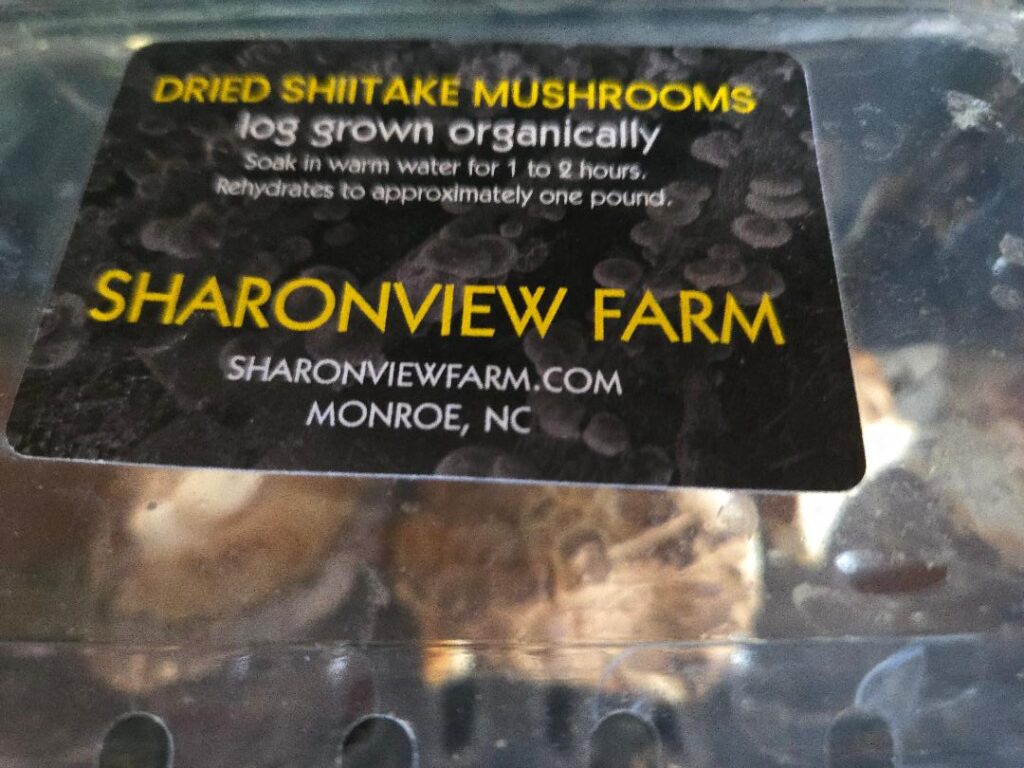 DRIED SHIITAKE MUSHROOMS
log grown organically
Soak in warm water for 1 to 2 hours.
Rehydrates to approximately one pound.
SHARONVIEW FARM
SHARONVIEWFARM.COM
MONROE, NC